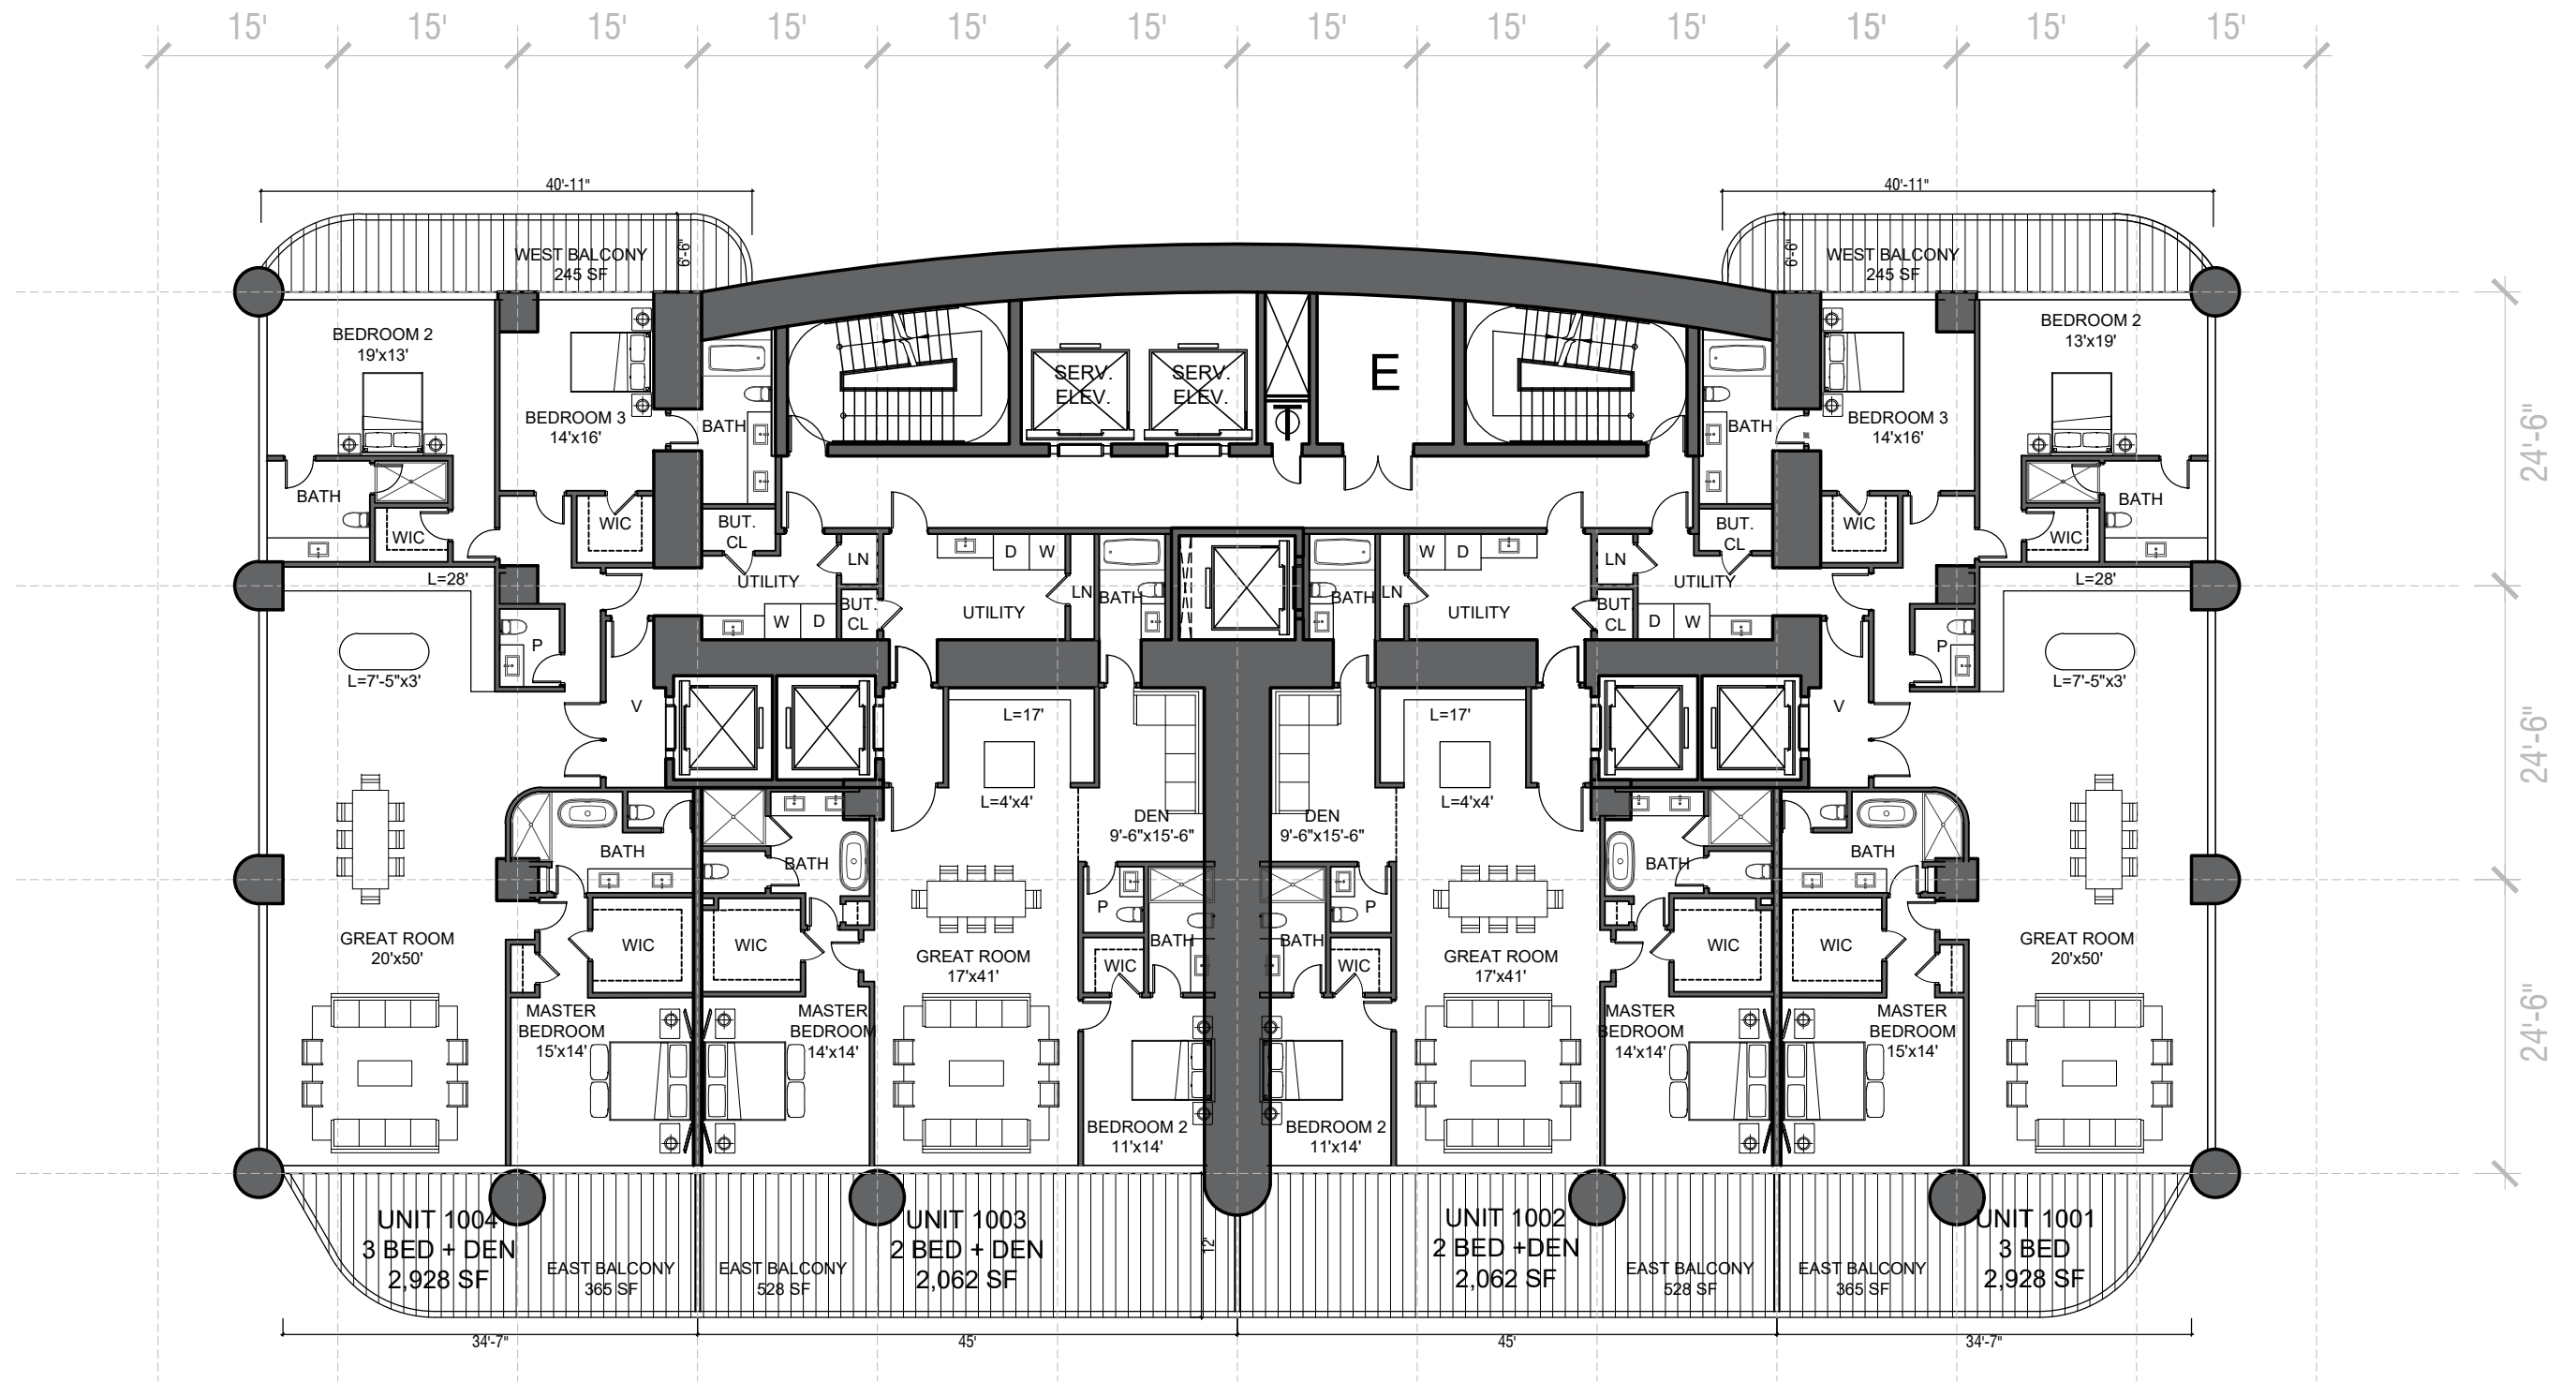 15' 15' 15' 15' 15' 15' 15' 15' 15' 15' 15' 15'
40'-11" 40'-11"
WEST BALCONY
245 SF
6'-6"
6'-6"
WEST BALCONY
245 SF
BEDROOM 2
19'x13'
BEDROOM 3
14'x16'
BATH
SERV.
ELEV.
SERV.
ELEV.
E
BATH
BEDROOM 3
14'x16'
BEDROOM 2
13'x19'
24'-6"
BATH
WIC
WIC
BUT.
CL
UTILITY
LN
D W
LN
BATH
BATH
LN
W D
LN
BUT.
CL
UTILITY
WIC
WIC
BATH
L=28'
W D
BUT.
CL
UTILITY
UTILITY
BUT.
CL
D W
L=28'
L=7'-5"x3'
P
V
L=17'
L=17'
V
P
L=7'-5"x3'
24'-6"
L=4'x4'
DEN
9'-6"x15'-6"
DEN
9'-6"x15'-6"
L=4'x4'
BATH
BATH
BATH
BATH
P
P
GREAT ROOM
20'x50'
WIC
WIC
GREAT ROOM
17'x41'
BATH
WIC
BATH
WIC
GREAT ROOM
17'x41'
WIC
WIC
GREAT ROOM
20'x50'
MASTER
BEDROOM
15'x14'
MASTER
BEDROOM
14'x14'
MASTER
BEDROOM
14'x14'
MASTER
BEDROOM
15'x14'
24'-6"
BEDROOM 2
11'x14'
BEDROOM 2
11'x14'
UNIT 1004
3 BED + DEN
2,928 SF
EAST BALCONY
365 SF
EAST BALCONY
528 SF
UNIT 1003
2 BED + DEN
2,062 SF
12'
UNIT 1002
2 BED +DEN
2,062 SF
EAST BALCONY
528 SF
EAST BALCONY
365 SF
UNIT 1001
3 BED
2,928 SF
34'-7" 45' 45' 34'-7"